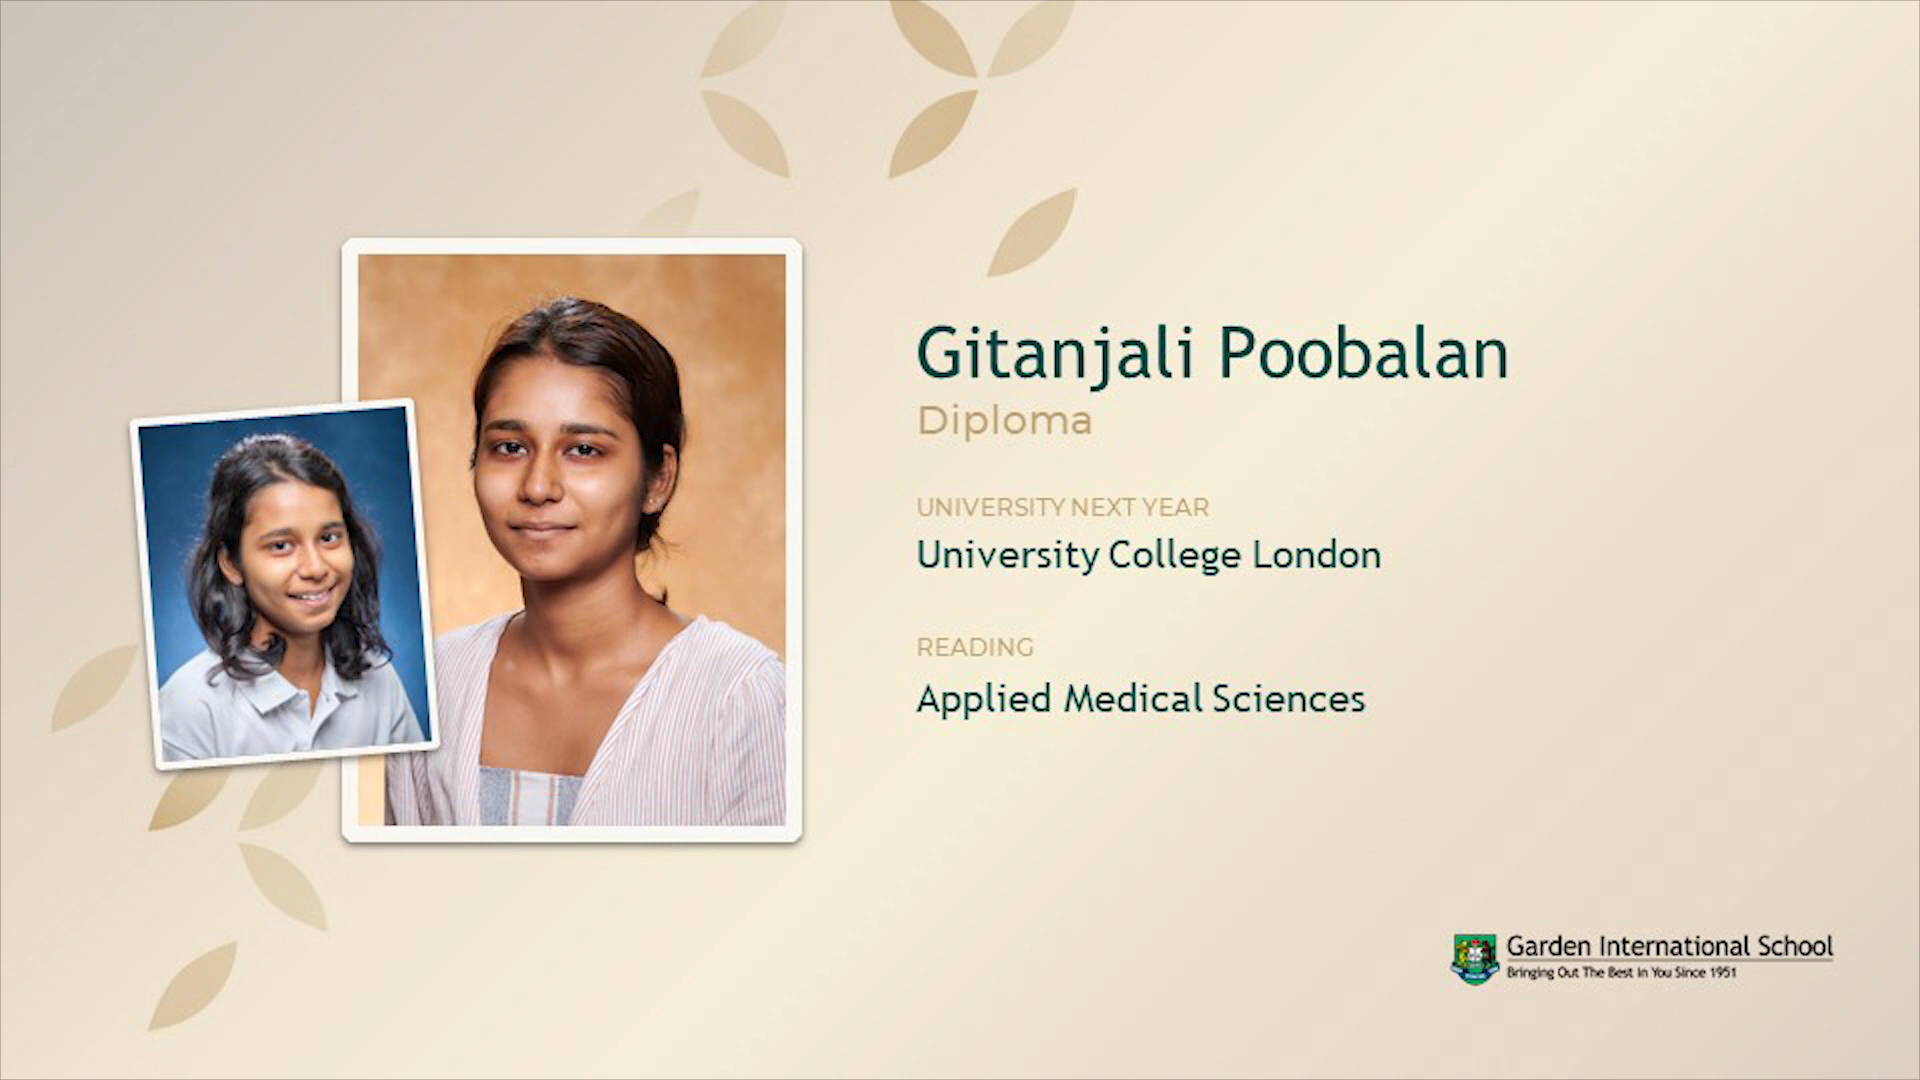 Gitanjali Poobalan
Diploma
UNIVERSITY NEXT YEAR
University College London
READING
Applied Medical Sciences
Garden International School
Bringing Out The Best In You Since 1951